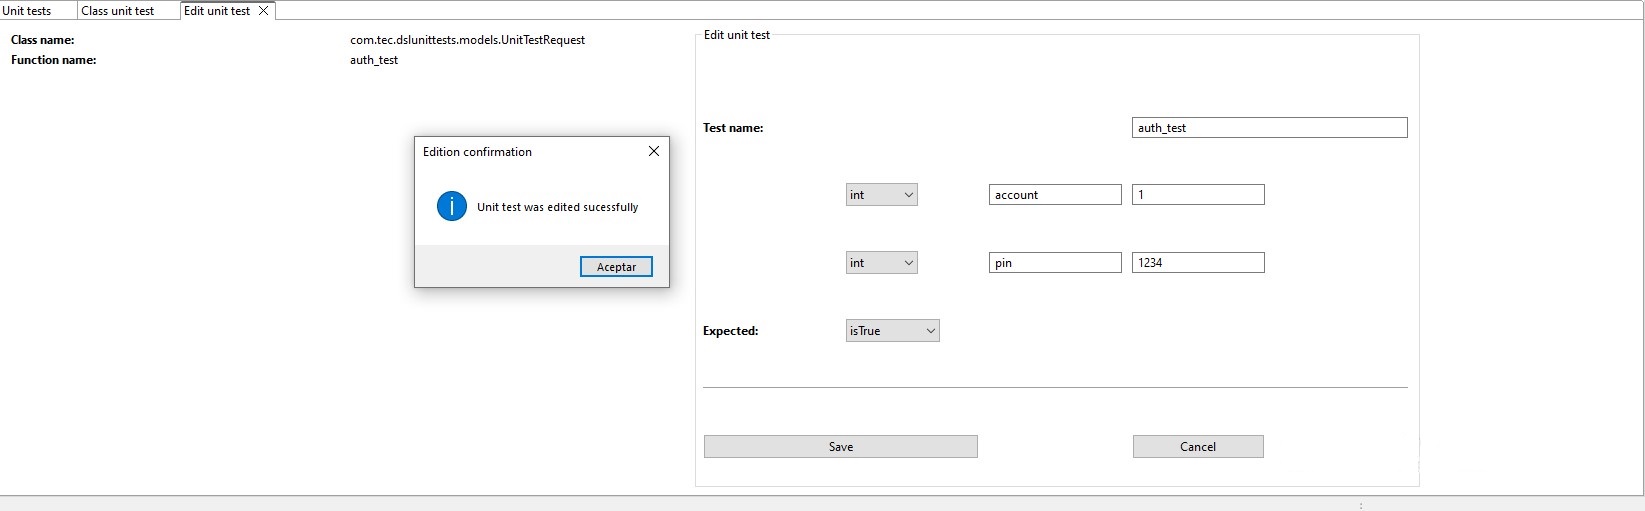 Unit tests
Class unit test
Edit unit test
Class name: com.tec.dslunittests.models.UnitTestRequest
Function name: auth_test
Edit unit test
Test name: auth_test
int account 1
int pin 1234
Expected: isTrue
Save Cancel
Edition confirmation
Unit test was edited sucessfully
Aceptar